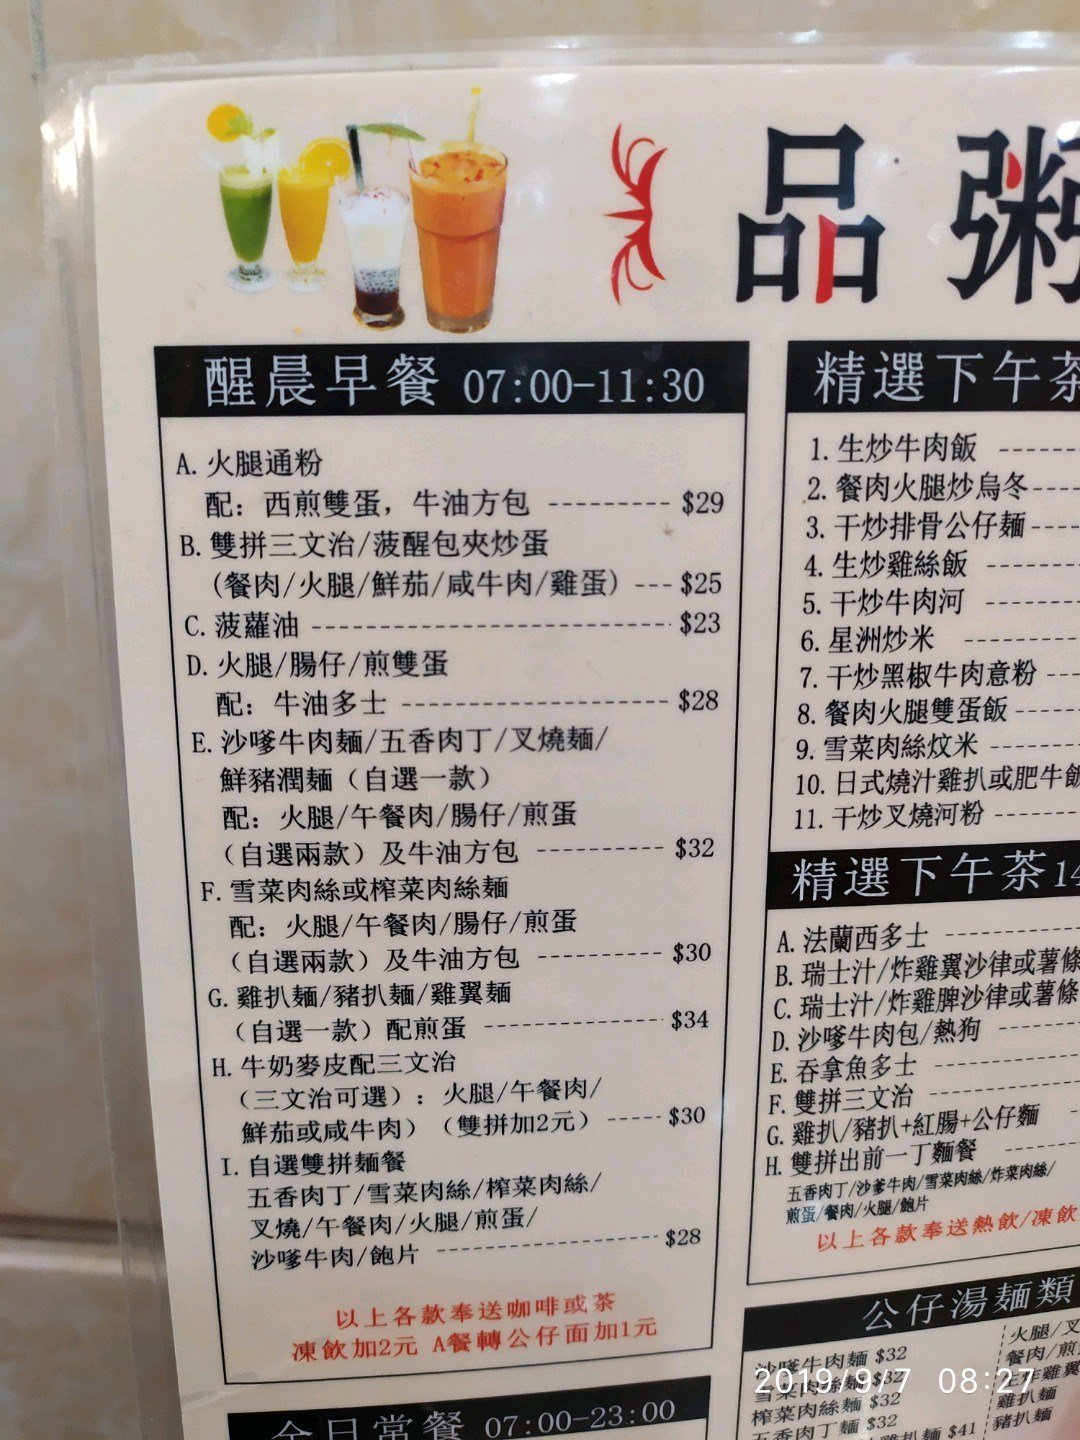 品粥
醒晨早餐 07:00-11:30
A. 火腿通粉
配：西煎雙蛋，牛油方包 --------- $29
B. 雙拼三文治/菠醒包夾炒蛋
(餐肉/火腿/鮮茄/咸牛肉/雞蛋) --- $25
C. 菠蘿油 --------------------------- $23
D. 火腿/腸仔/煎雙蛋
配：牛油多士 -------------------- $28
E. 沙嗲牛肉麵/五香肉丁/叉燒麵/
鮮豬潤麵（自選一款）
配：火腿/午餐肉/腸仔/煎蛋
（自選兩款）及牛油方包 --------- $32
F. 雪菜肉絲或榨菜肉絲麵
配：火腿/午餐肉/腸仔/煎蛋
（自選兩款）及牛油方包 --------- $30
G. 雞扒麵/豬扒麵/雞翼麵
（自選一款）配煎蛋 -------------- $34
H. 牛奶麥皮配三文治
（三文治可選）：火腿/午餐肉/
鮮茄或咸牛肉）（雙拼加2元） ----- $30
I. 自選雙拼麵餐
五香肉丁/雪菜肉絲/榨菜肉絲/
叉燒/午餐肉/火腿/煎蛋/
沙嗲牛肉/鮑片 ------------------ $28
以上各款奉送咖啡或茶
凍飲加2元 A餐轉公仔面加1元
全日常餐 07:00-23:00
精選下午茶
1. 生炒牛肉飯 ------
2. 餐肉火腿炒烏冬----
3. 干炒排骨公仔麵----
4. 生炒雞絲飯 -------
5. 干炒牛肉河 -------
6. 星洲炒米 ---------
7. 干炒黑椒牛肉意粉 ---
8. 餐肉火腿雙蛋飯-----
9. 雪菜肉絲炆米 -------
10. 日式燒汁雞扒或肥牛飯
11. 干炒叉燒河粉 ------
精選下午茶14
A. 法蘭西多士 ----------
B. 瑞士汁/炸雞翼沙律或薯條
C. 瑞士汁/炸雞脾沙律或薯條
D. 沙嗲牛肉包/熱狗 ------
E. 吞拿魚多士 ----------
F. 雙拼三文治 ----------
G. 雞扒/豬扒+紅腸+公仔麵 -
H. 雙拼出前一丁麵餐 -----
五香肉丁/沙爹牛肉/雪菜肉絲/炸菜肉絲/
煎蛋/餐肉/火腿/鮑片
以上各款奉送熱飲/凍飲
公仔湯麵類
沙嗲牛肉麵 $32
雪菜肉絲麵 $32
榨菜肉絲麵 $32
五香肉丁麵 $32
雞翼麵 $41
火腿/叉
餐肉/煎
生炸雞翼
雞扒麵
豬扒麵
2019/9/7 08:27